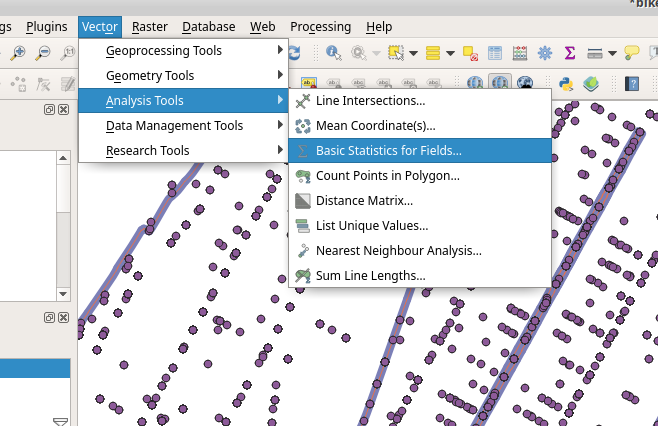 *bike
gs Plugins Vector Raster Database Web Processing Help
Geoprocessing Tools
Geometry Tools
Analysis Tools
Data Management Tools
Research Tools
Line Intersections...
Mean Coordinate(s)...
Basic Statistics for Fields...
Count Points in Polygon...
Distance Matrix...
List Unique Values...
Nearest Neighbour Analysis...
Sum Line Lengths...